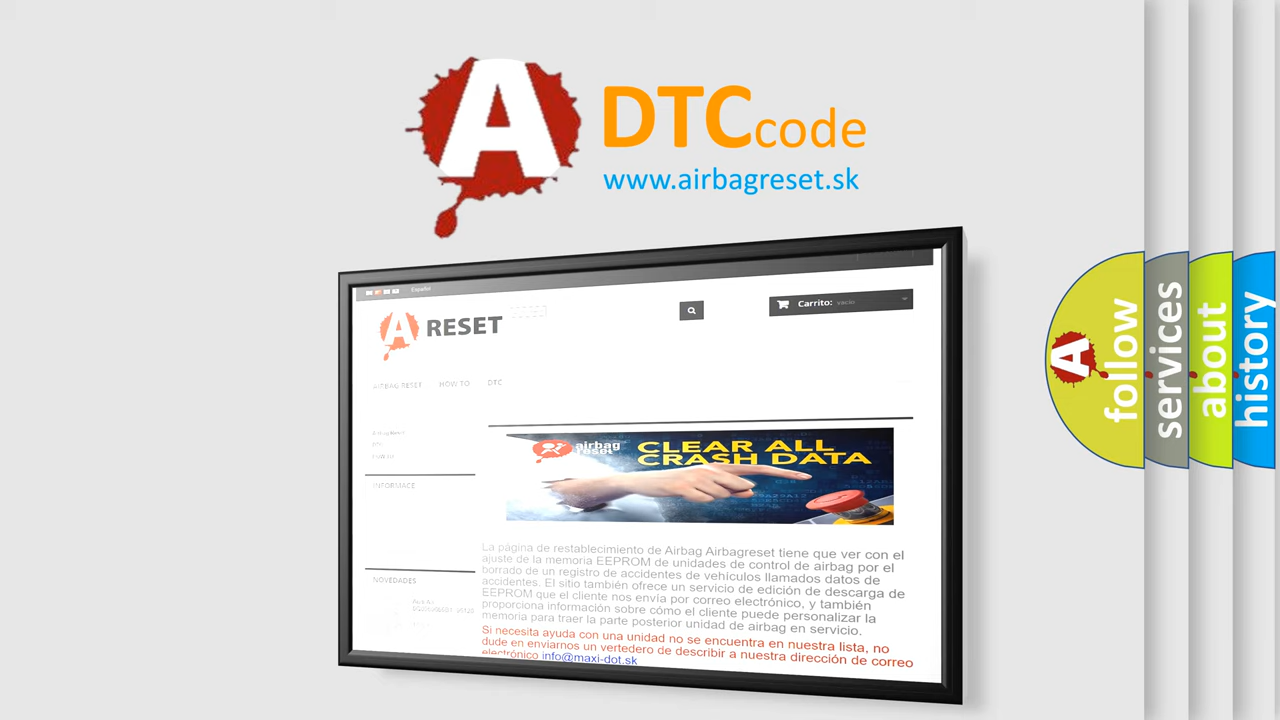 A DTCcode
www.airbagreset.sk
Español
A RESET
Carrito: vacío
AIRBAG RESET HOW TO DTC
INFORMACE
airbag
reset
CLEAR ALL
CRASH DATA
La página de restablecimiento de Airbag Airbagreset tiene que ver con el
ajuste de la memoria EEPROM de unidades de control de airbag por el
borrado de un registro de accidentes de vehículos llamados datos de
accidentes. El sitio también ofrece un servicio de edición de descarga de
EEPROM que el cliente nos envía por correo electrónico, y también
proporciona información sobre cómo el cliente puede personalizar la
memoria para traer la parte posterior unidad de airbag en servicio.
Si necesita ayuda con una unidad no se encuentra en nuestra lista, no
dude en enviarnos un vertedero de describir a nuestra dirección de correo
electrónico info@maxi-dot.sk
NOVEDADES
A follow
services
about
history